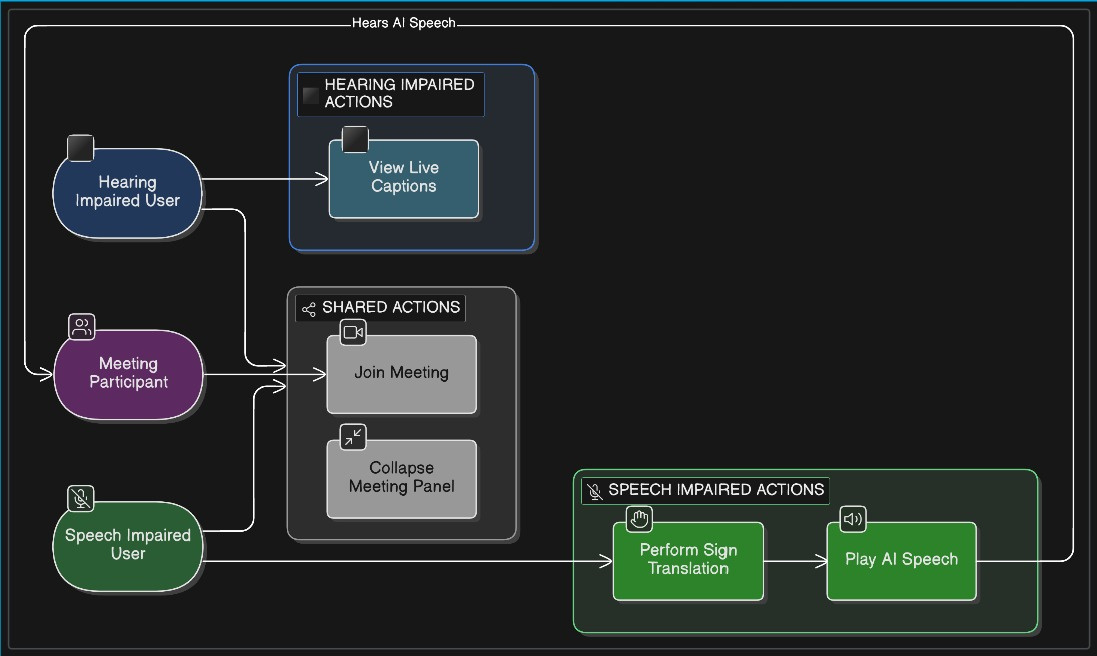 Hears AI Speech
HEARING IMPAIRED
ACTIONS
View Live
Captions
Hearing
Impaired User
SHARED ACTIONS
Join Meeting
Meeting
Participant
Collapse
Meeting Panel
SPEECH IMPAIRED ACTIONS
Speech Impaired
User
Perform Sign
Translation
Play AI Speech